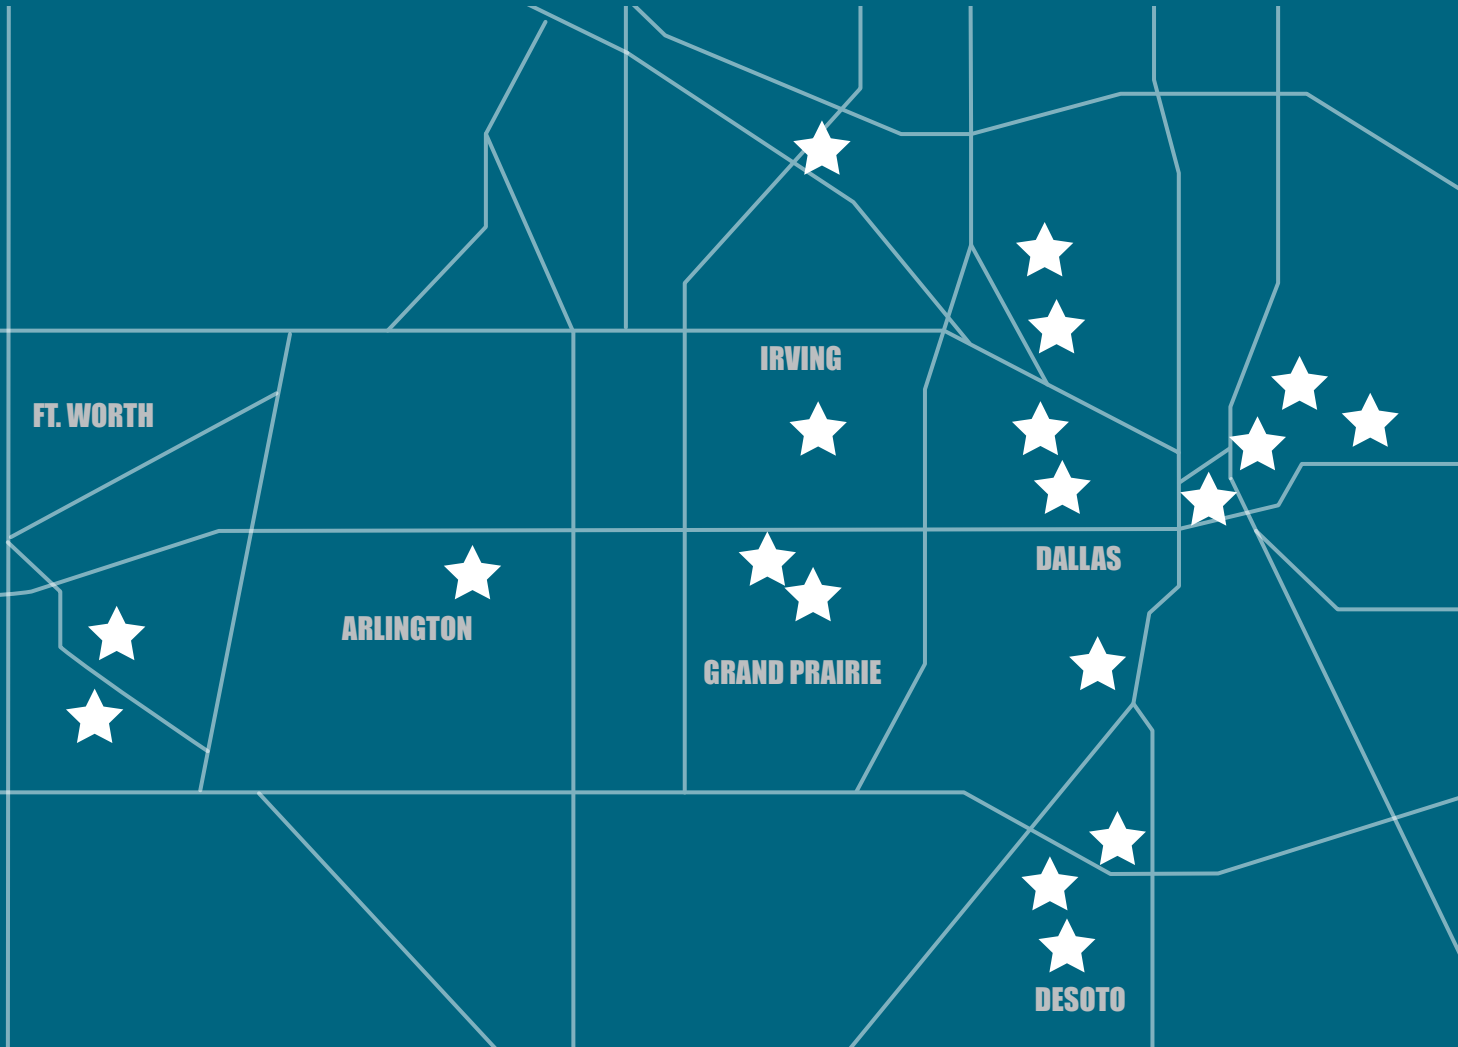 IRVING
FT. WORTH
DALLAS
ARLINGTON
GRAND PRAIRIE
DESOTO